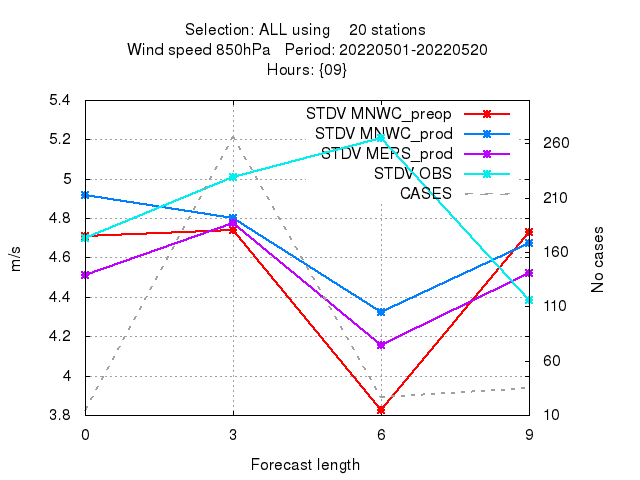 Selection: ALL using    20 stations
Wind speed 850hPa   Period: 20220501-20220520
Hours: {09}
5.4
5.2
5
4.8
4.6
4.4
4.2
4
3.8
m/s
STDV MNWC_preop
STDV MNWC_prod
STDV MEPS_prod
STDV OBS
CASES
260
210
160
110
60
10
No cases
0
3
6
9
Forecast length